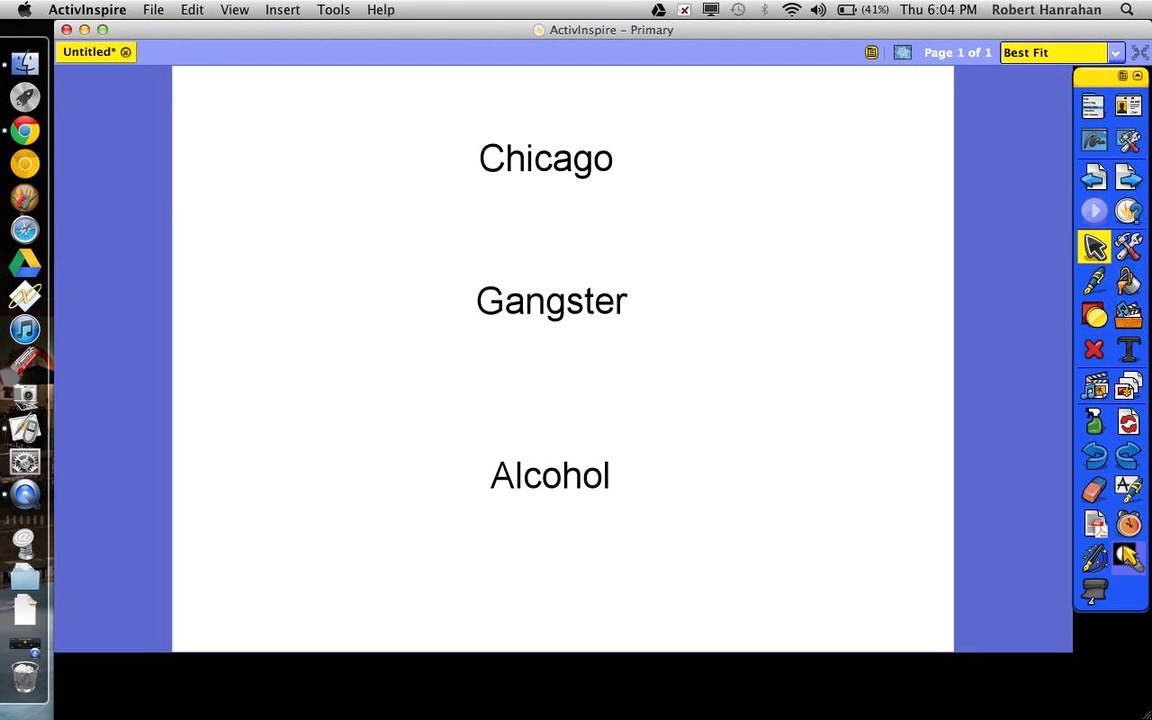 ActivInspire File Edit View Insert Tools Help (41%) Thu 6:04 PM Robert Hanrahan
ActivInspire – Primary
Untitled* Page 1 of 1 Best Fit
Chicago
Gangster
Alcohol